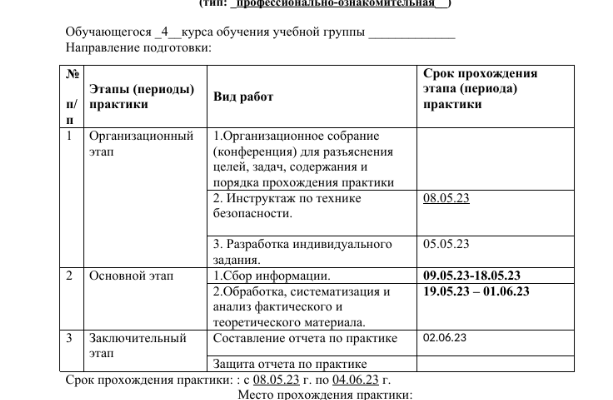 (тип: _профессионально-ознакомительная__)
Обучающегося _4__курса обучения учебной группы _____________
Направление подготовки:
№ п/п
Этапы (периоды) практики
Вид работ
Срок прохождения этапа (периода) практики
1
Организационный этап
1.Организационное собрание
(конференция) для разъяснения
целей, задач, содержания и
порядка прохождения практики
2. Инструктаж по технике
безопасности.
08.05.23
3. Разработка индивидуального
задания.
05.05.23
2
Основной этап
1.Сбор информации.
09.05.23-18.05.23
2.Обработка, систематизация и
анализ фактического и
теоретического материала.
19.05.23 – 01.06.23
3
Заключительный этап
Составление отчета по практике
02.06.23
Защита отчета по практике
Срок прохождения практики: : с 08.05.23 г. по 04.06.23 г.
Место прохождения практики: